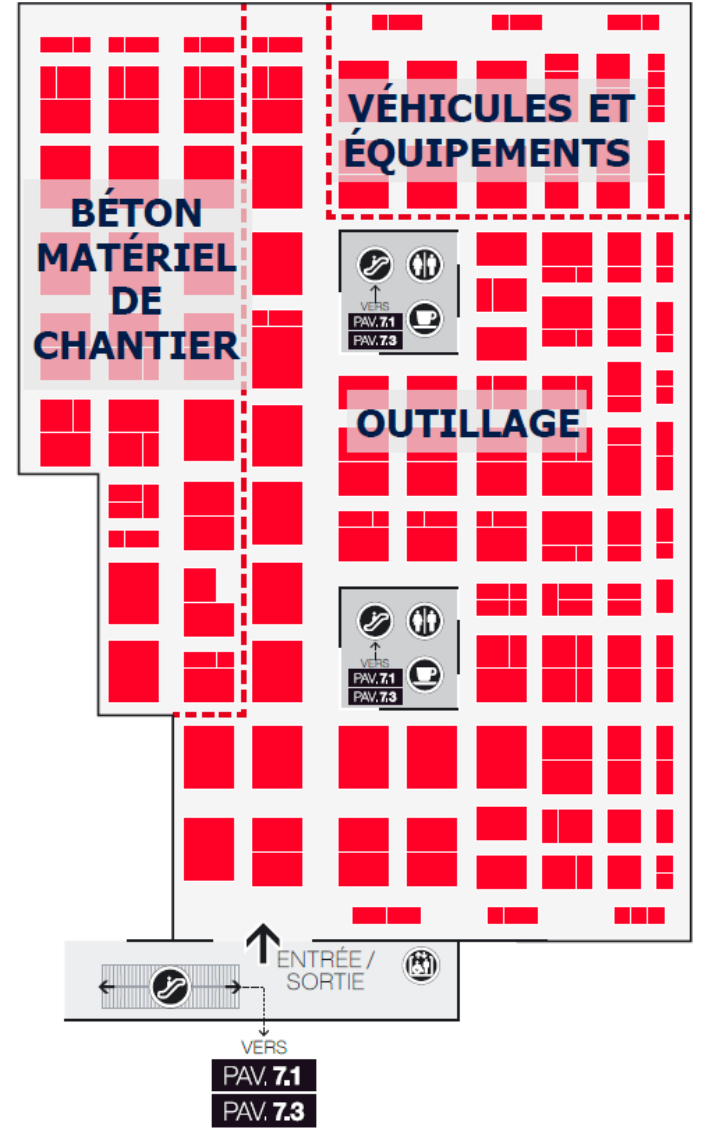 VÉHICULES ET
ÉQUIPEMENTS
BÉTON
MATÉRIEL
DE
CHANTIER
VERS
PAV. 7.1
PAV. 7.3
OUTILLAGE
VERS
PAV. 7.1
PAV. 7.3
ENTRÉE /
SORTIE
VERS
PAV. 7.1
PAV. 7.3